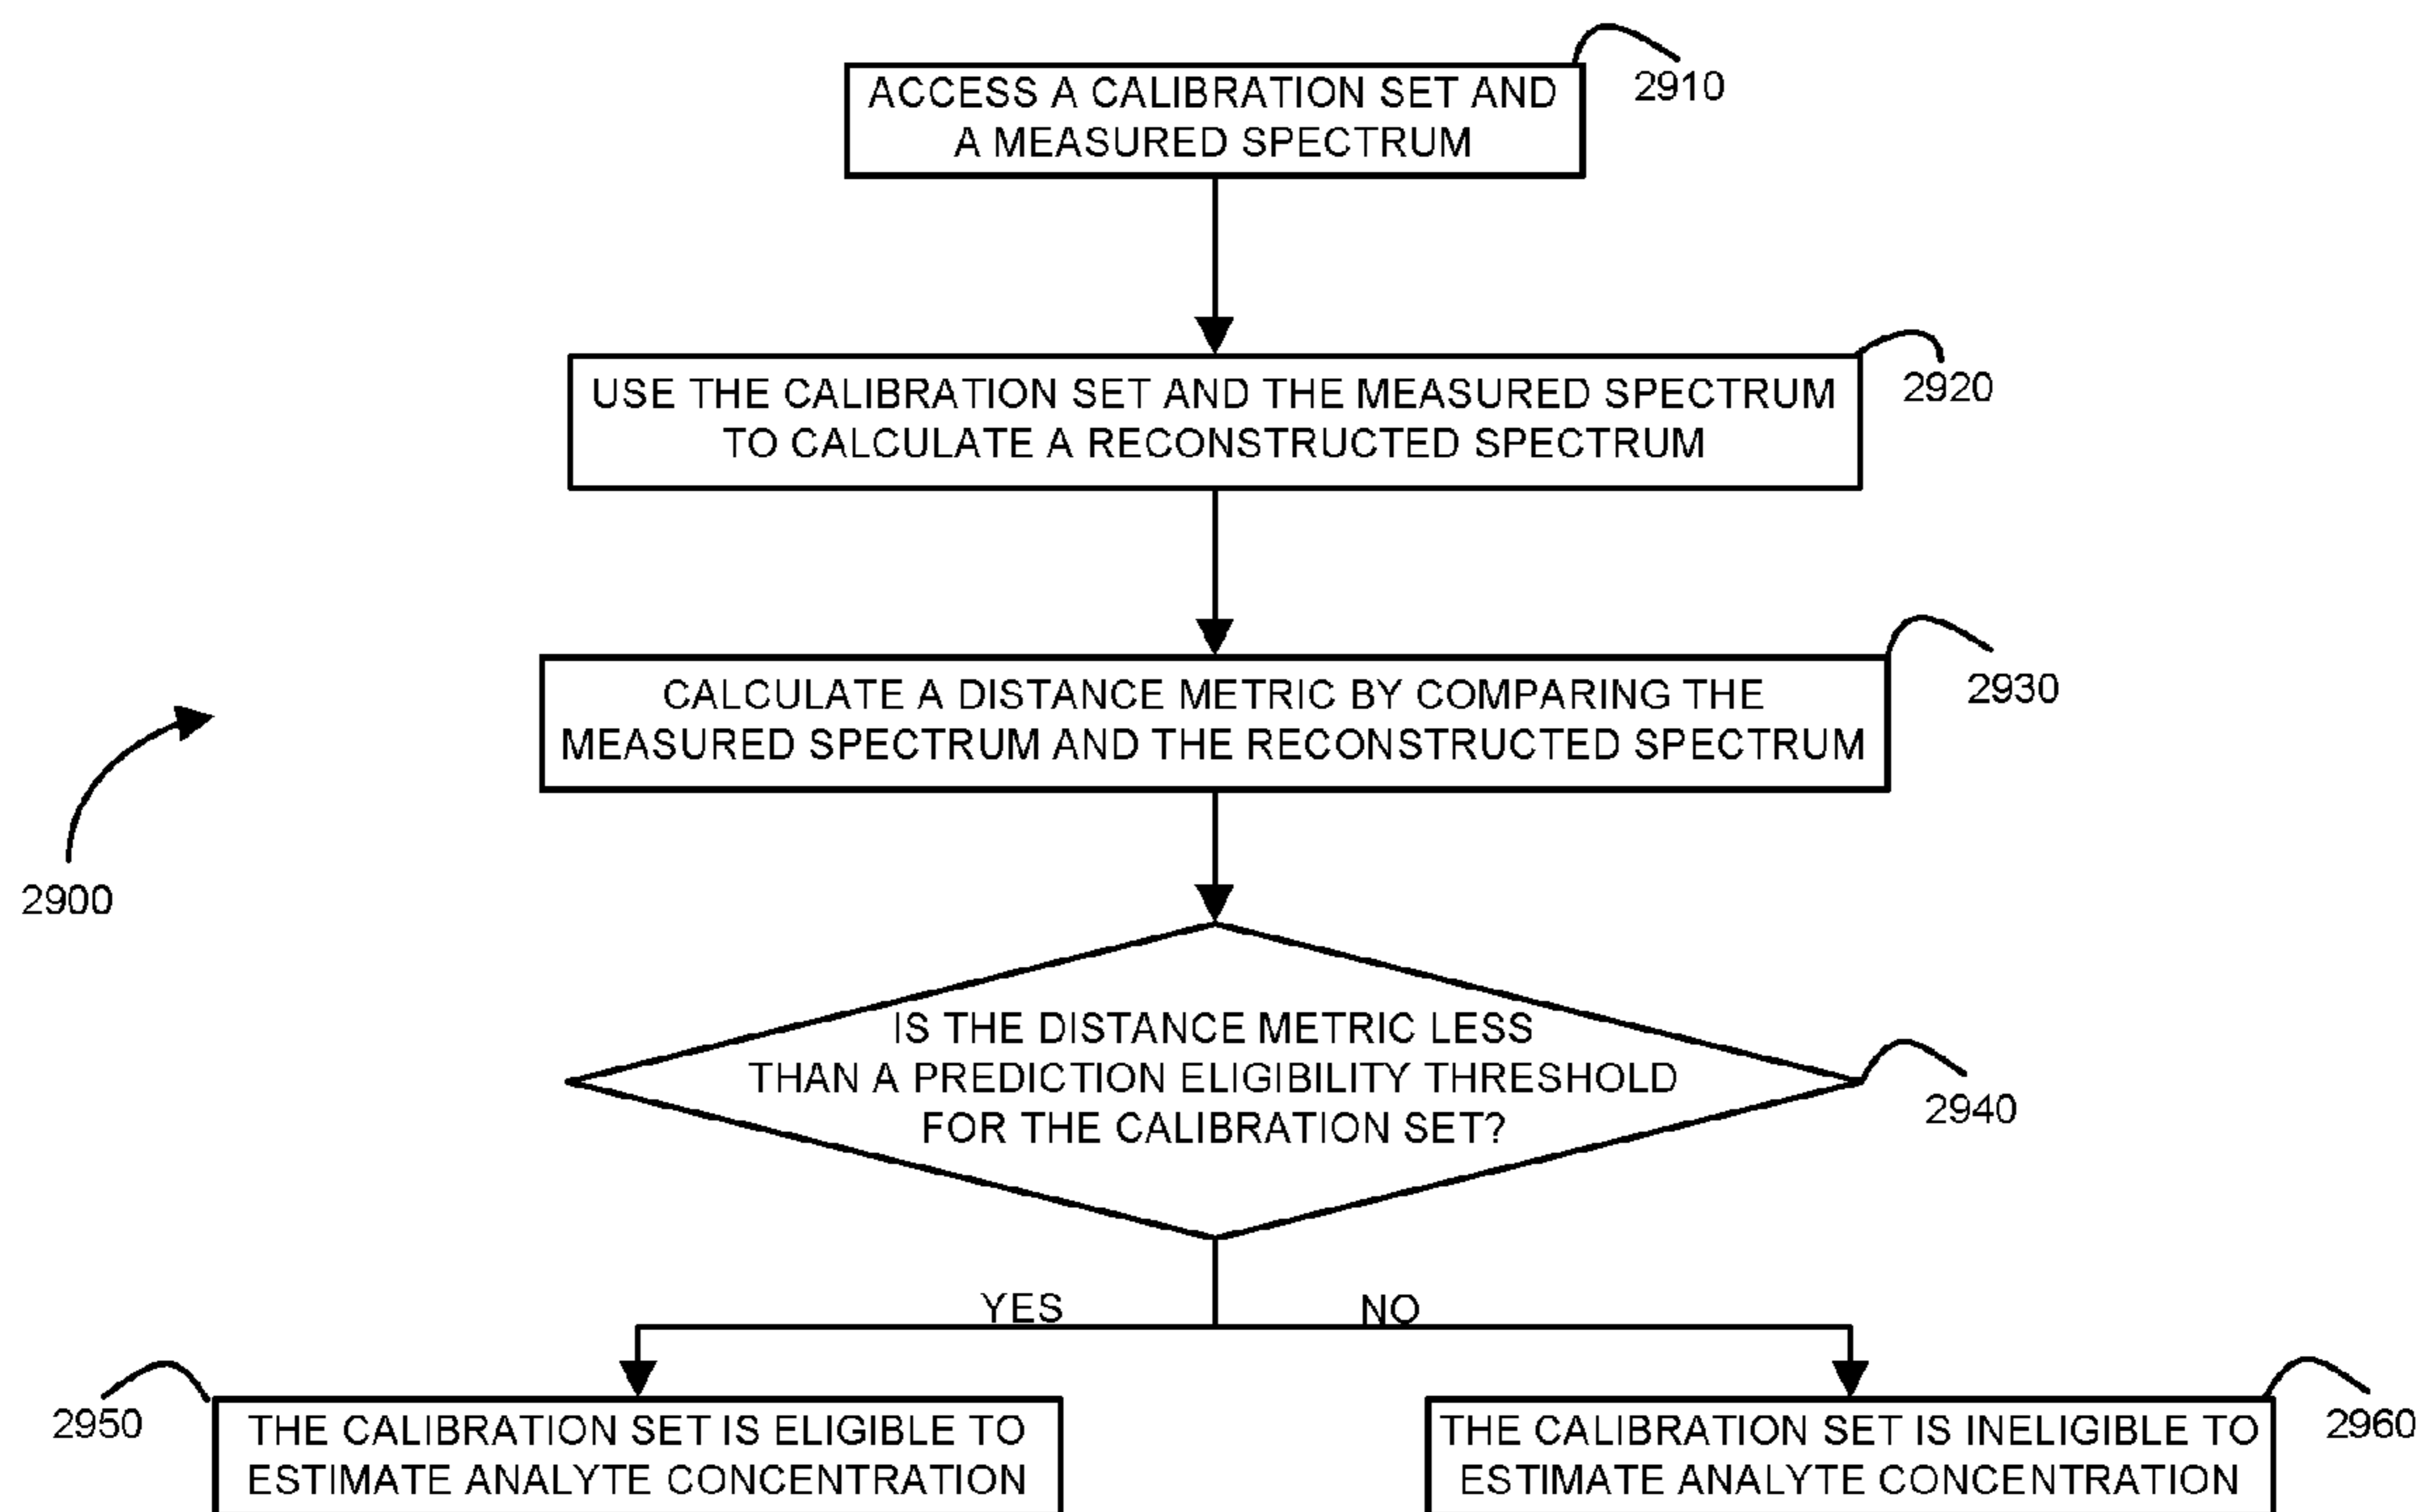 ACCESS A CALIBRATION SET AND
A MEASURED SPECTRUM
2910
USE THE CALIBRATION SET AND THE MEASURED SPECTRUM
TO CALCULATE A RECONSTRUCTED SPECTRUM
2920
CALCULATE A DISTANCE METRIC BY COMPARING THE
MEASURED SPECTRUM AND THE RECONSTRUCTED SPECTRUM
2930
2900
IS THE DISTANCE METRIC LESS
THAN A PREDICTION ELIGIBILITY THRESHOLD
FOR THE CALIBRATION SET?
2940
YES
NO
2950
THE CALIBRATION SET IS ELIGIBLE TO
ESTIMATE ANALYTE CONCENTRATION
THE CALIBRATION SET IS INELIGIBLE TO
ESTIMATE ANALYTE CONCENTRATION
2960